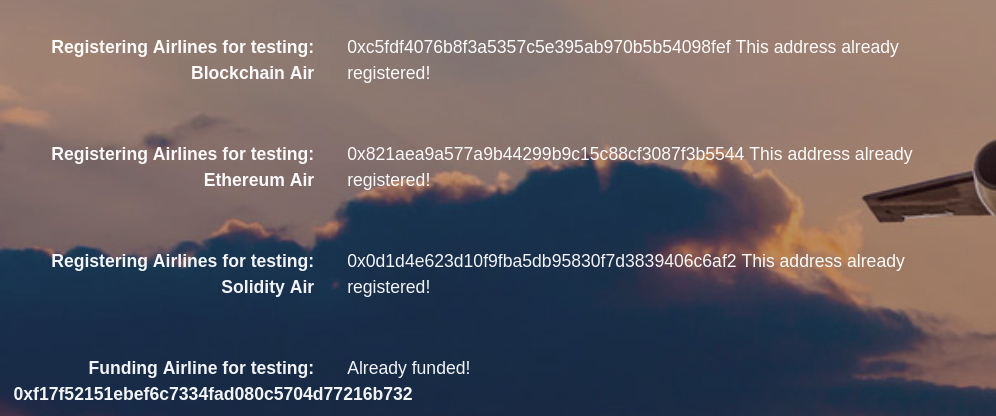 Registering Airlines for testing: 0xc5fdf4076b8f3a5357c5e395ab970b5b54098fef This address already
Blockchain Air registered!
Registering Airlines for testing: 0x821aea9a577a9b44299b9c15c88cf3087f3b5544 This address already
Ethereum Air registered!
Registering Airlines for testing: 0x0d1d4e623d10f9fba5db95830f7d3839406c6af2 This address already
Solidity Air registered!
Funding Airline for testing: Already funded!
0xf17f52151ebef6c7334fad080c5704d77216b732